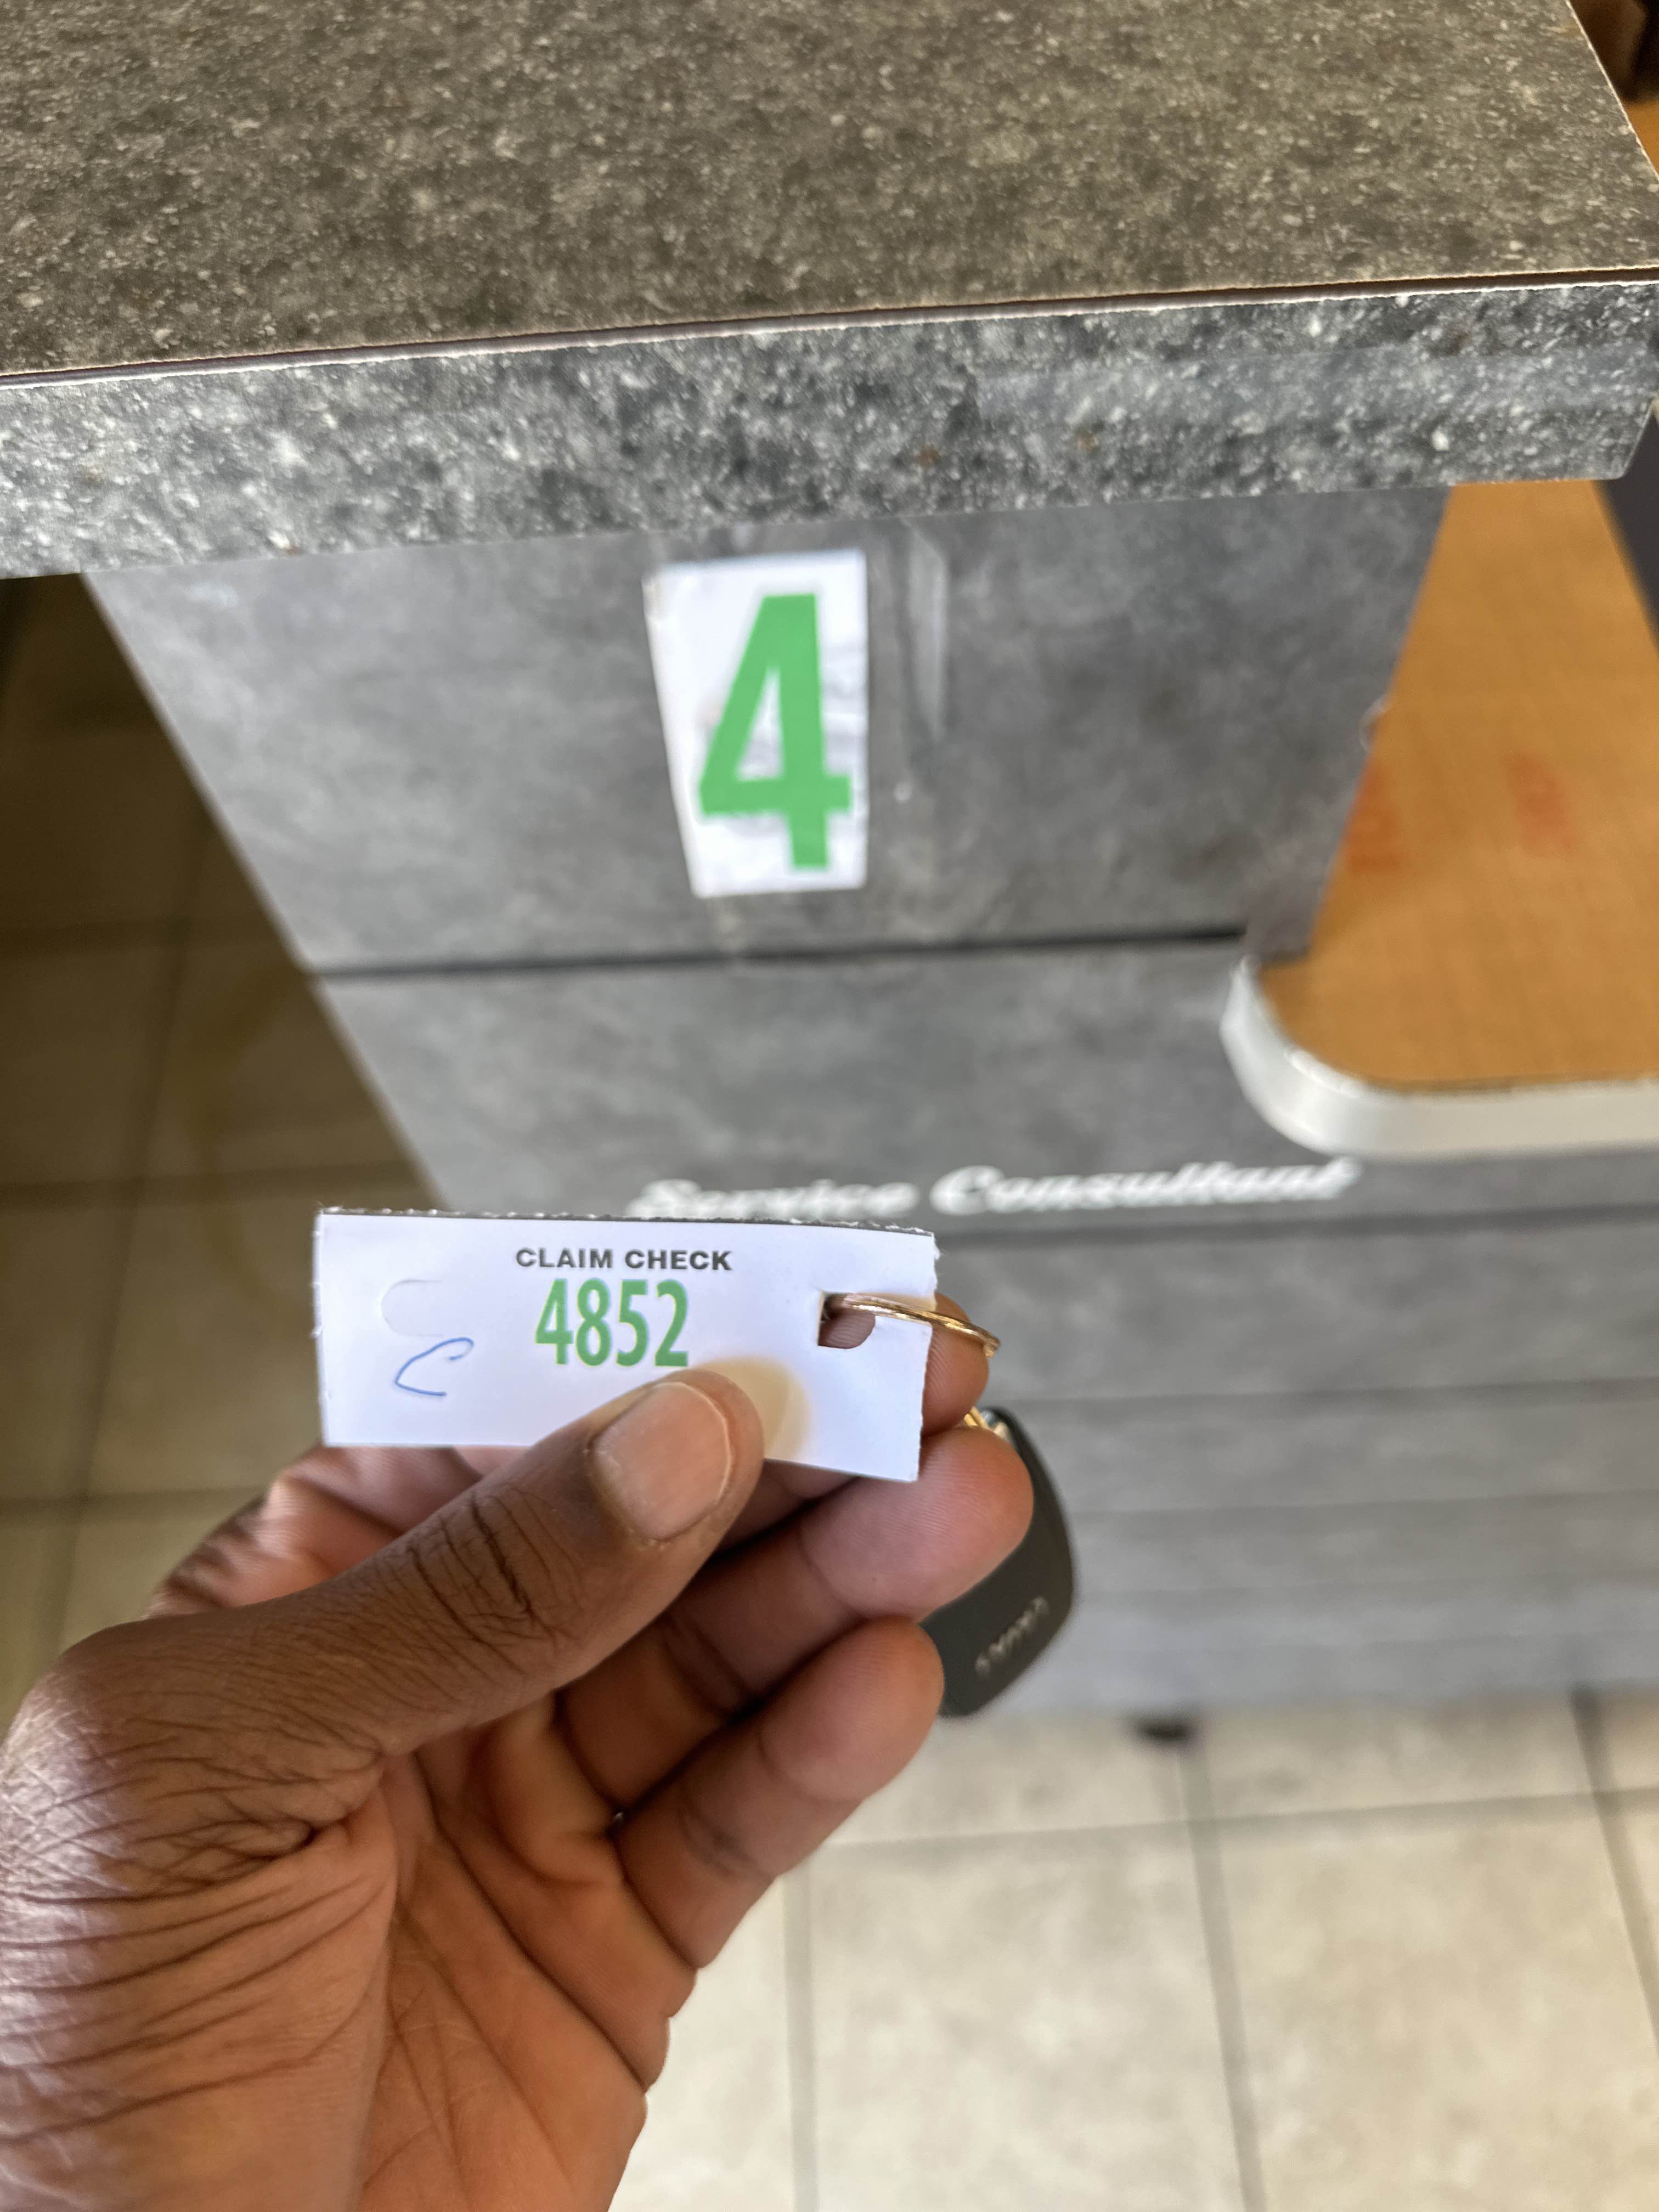 4
Service Consultant
CLAIM CHECK
4852
C